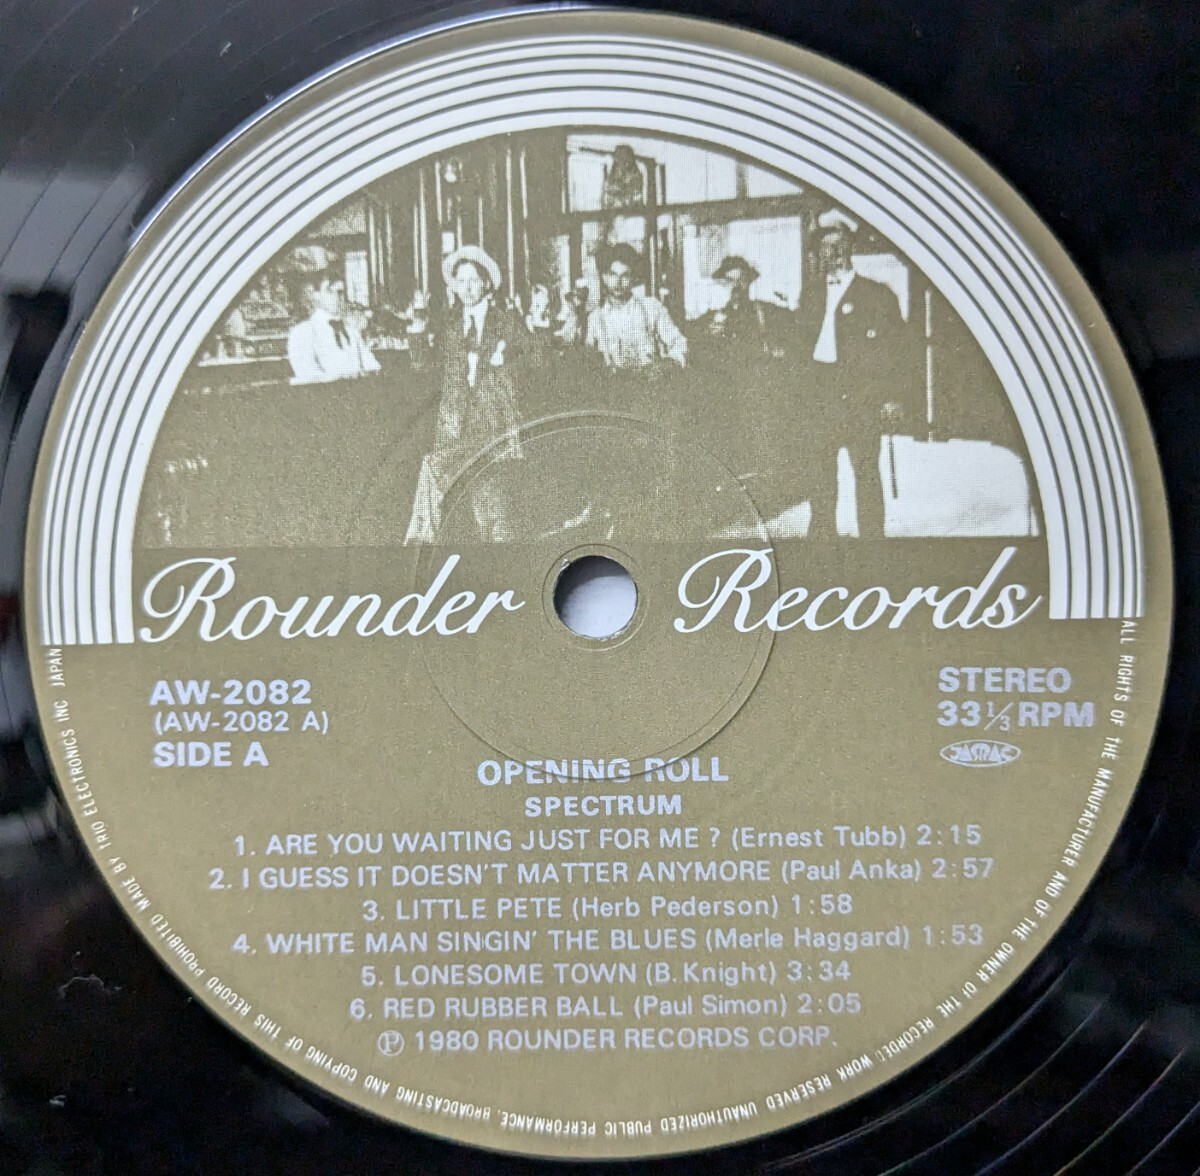 Rounder Records
AW-2082
(AW-2082 A)
SIDE A
STEREO
33 1/3 RPM
JASRAC
OPENING ROLL
SPECTRUM
1. ARE YOU WAITING JUST FOR ME ? (Ernest Tubb) 2:15
2. I GUESS IT DOESN'T MATTER ANYMORE (Paul Anka) 2:57
3. LITTLE PETE (Herb Pederson) 1:58
4. WHITE MAN SINGIN' THE BLUES (Merle Haggard) 1:53
5. LONESOME TOWN (B. Knight) 3:34
6. RED RUBBER BALL (Paul Simon) 2:05
Ⓟ 1980 ROUNDER RECORDS CORP.
ALL RIGHTS OF THE MANUFACTURER AND OF THE OWNER OF THE RECORDED WORK RESERVED UNAUTHORIZED PUBLIC PERFORMANCE, BROADCASTING AND COPYING OF THIS RECORD PROHIBITED MADE BY TRIO ELECTRONICS INC JAPAN